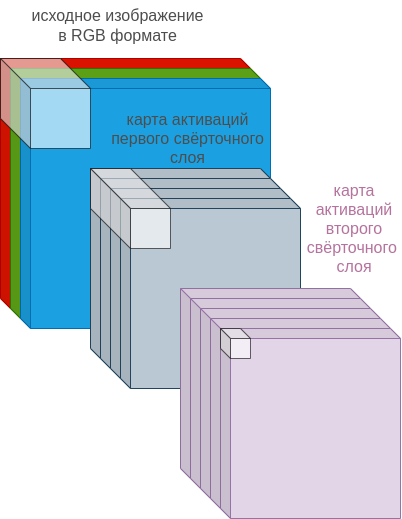 исходное изображение
в RGB формате
карта активаций
первого свёрточного
слоя
карта
активаций
второго
свёрточного
слоя